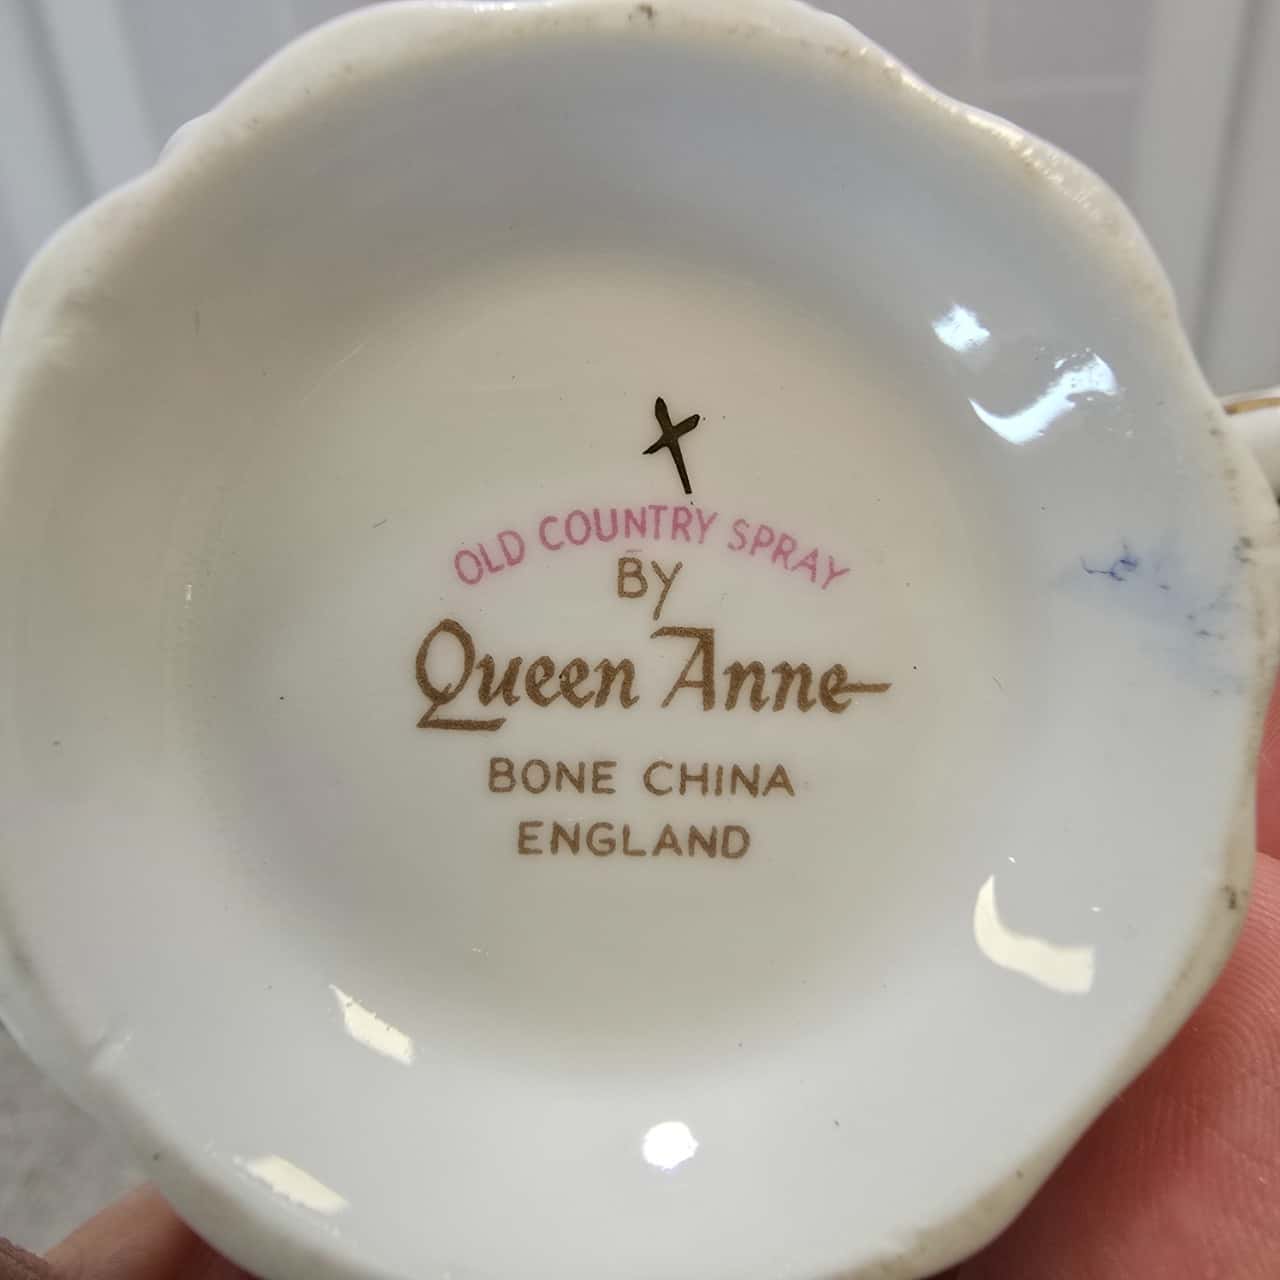 OLD COUNTRY SPRAY
BY
Queen Anne
BONE CHINA
ENGLAND